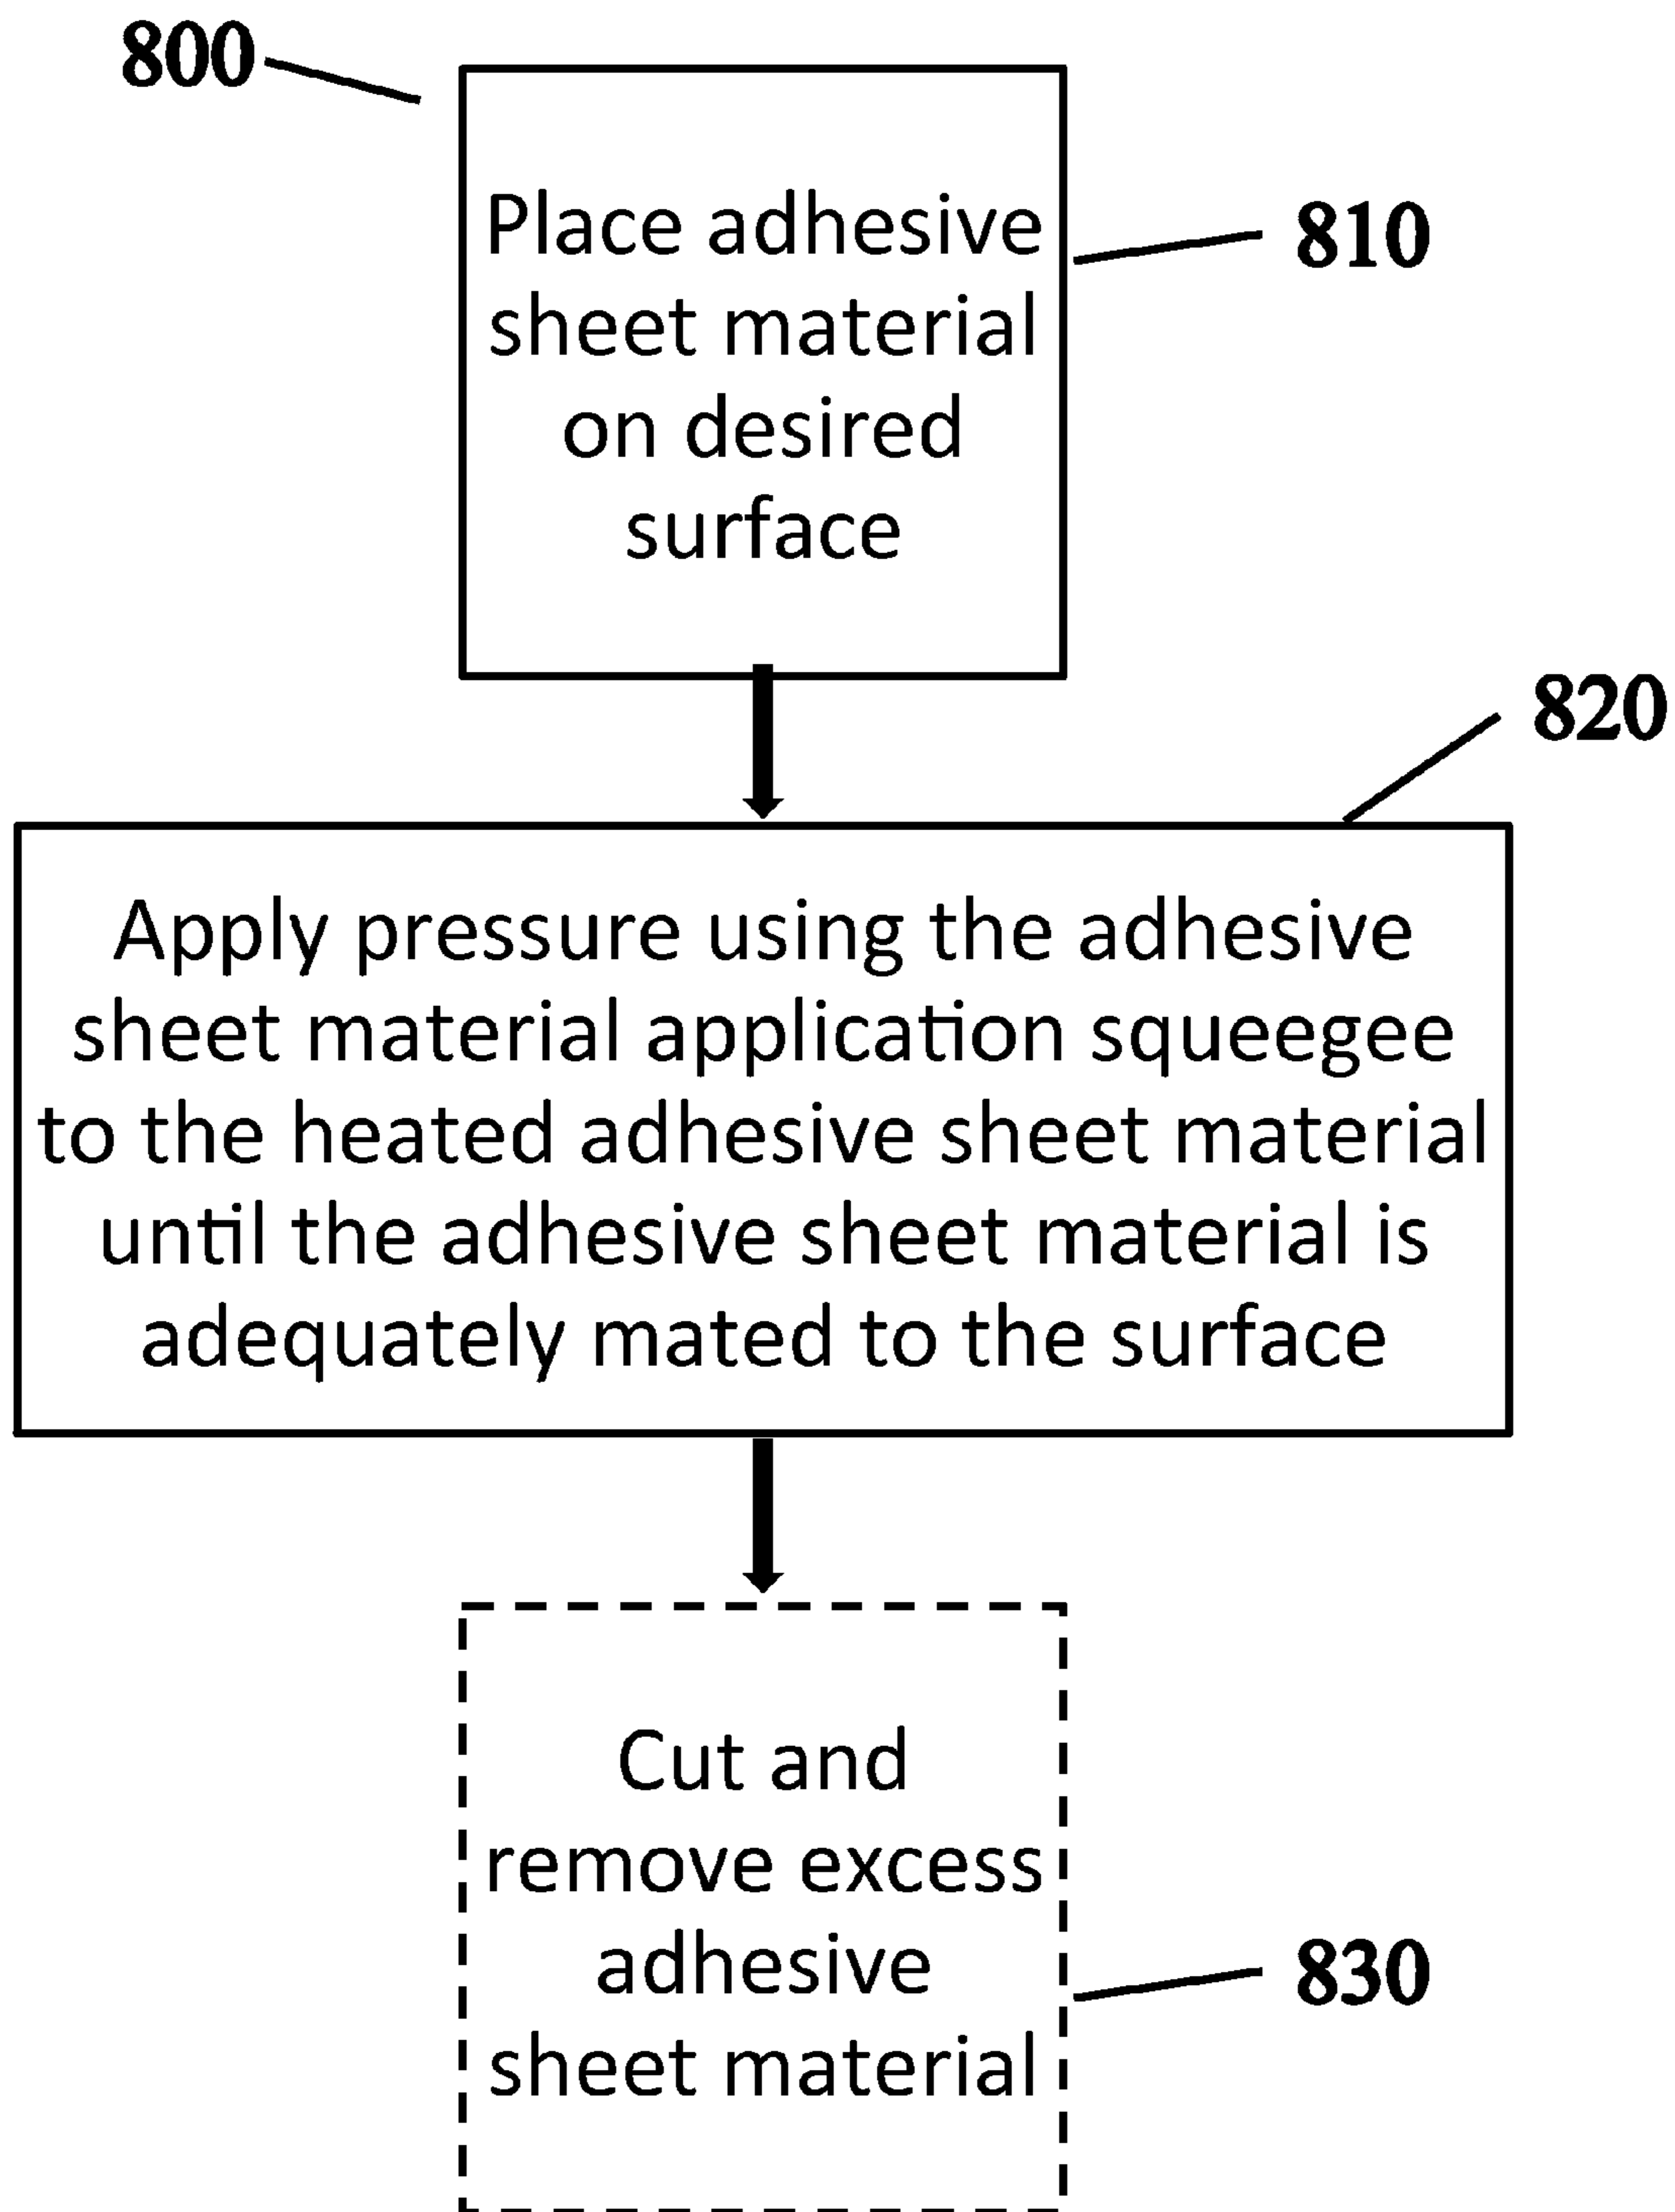 800
Place adhesive
sheet material
on desired
surface
810
820
Apply pressure using the adhesive
sheet material application squeegee
to the heated adhesive sheet material
until the adhesive sheet material is
adequately mated to the surface
Cut and
remove excess
adhesive
sheet material
830